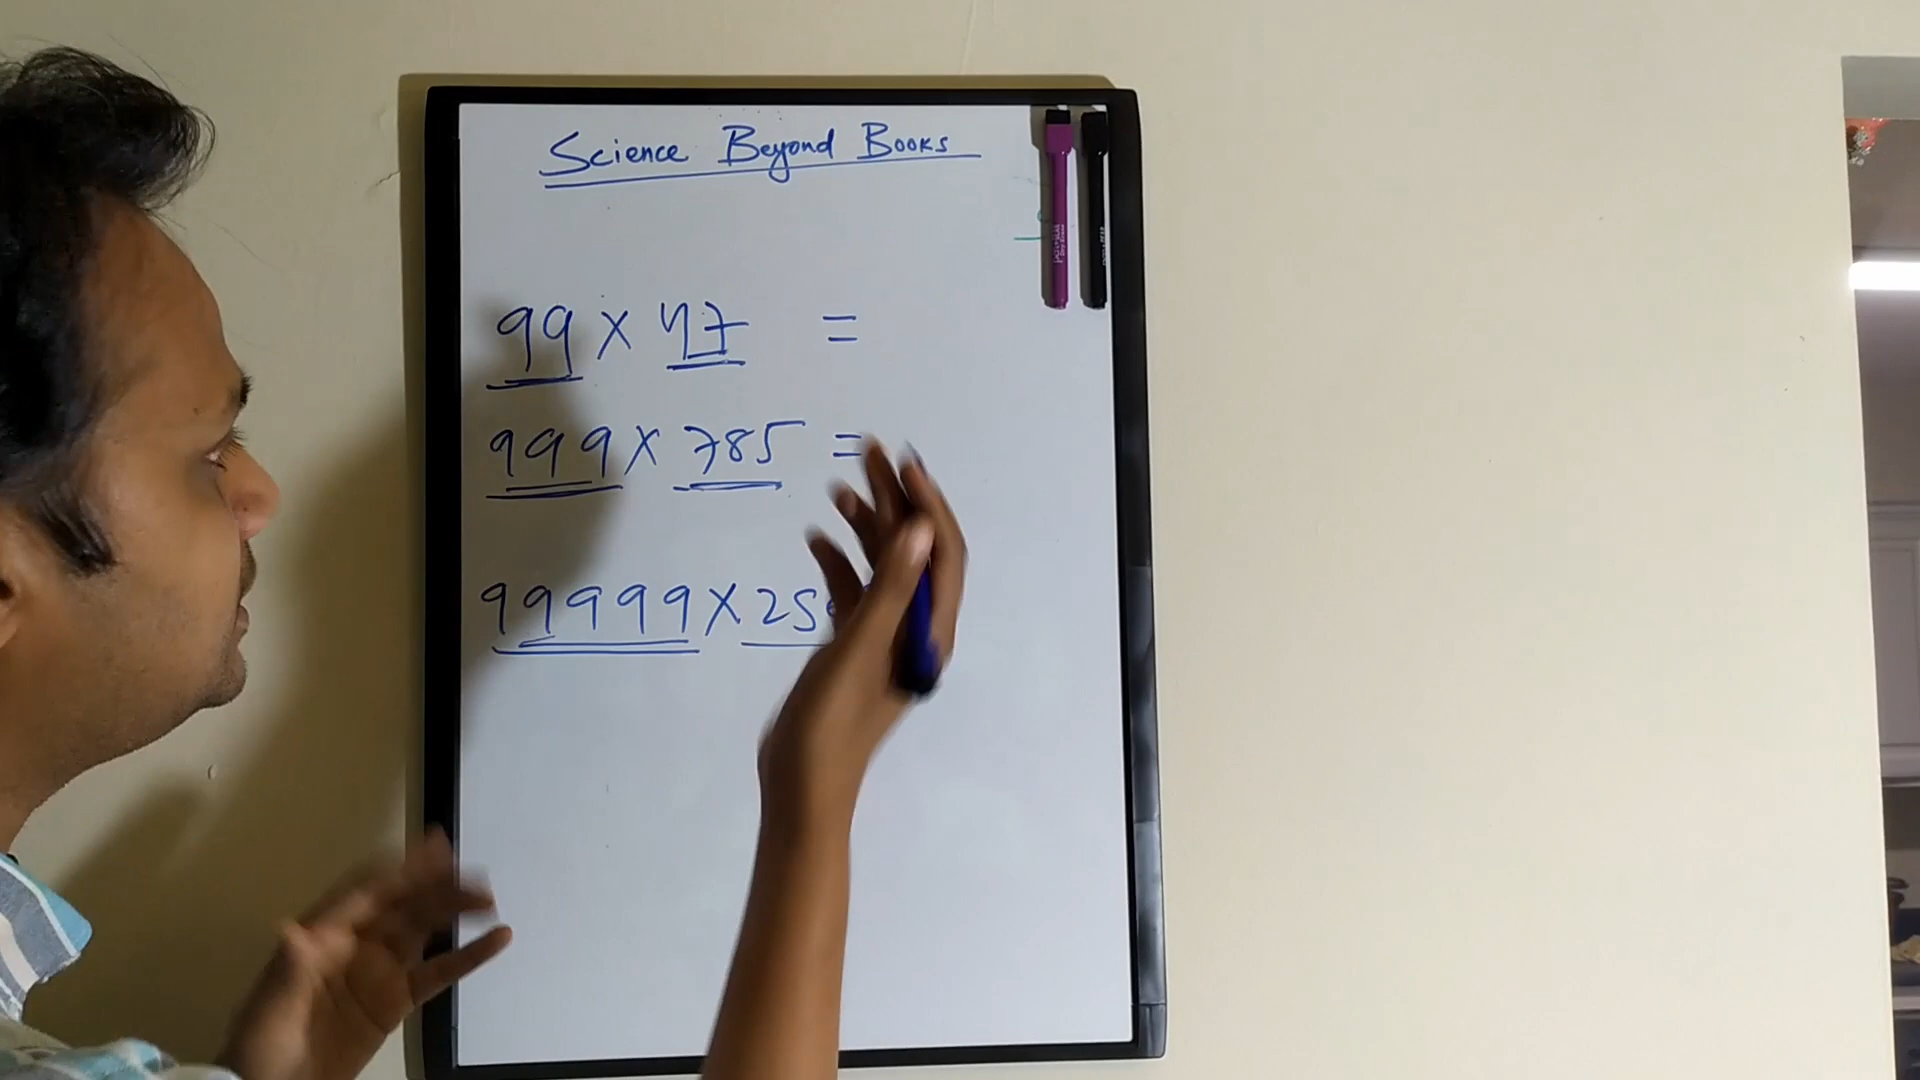 Science Beyond Books
99 × 47 =
999 × 785 =
99999 × 25